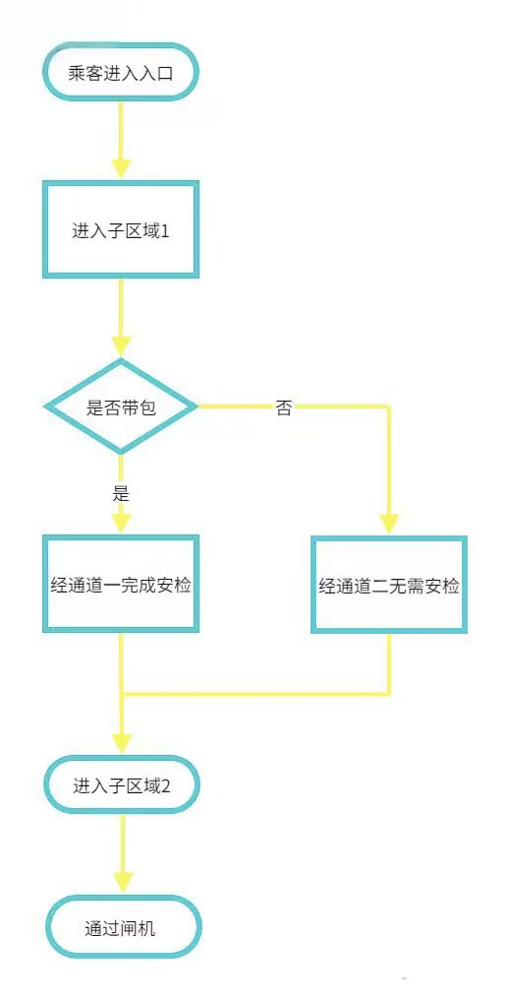 乘客进入入口
进入子区域1
是否带包
否
是
经通道一完成安检
经通道二无需安检
进入子区域2
通过闸机